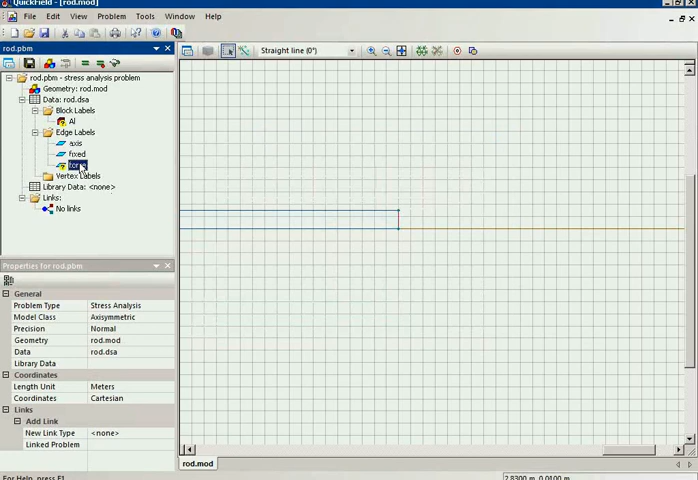 QuickField - [rod.mod]
File Edit View Problem Tools Window Help
Straight line (0°)
rod.pbm
rod.pbm - stress analysis problem
Geometry: rod.mod
Data: rod.dsa
Block Labels
Al
Edge Labels
axis
fixed
Vertex Labels
Library Data: <none>
Links:
No links
Properties for rod.pbm
General
Problem Type Stress Analysis
Model Class Axisymmetric
Precision Normal
Geometry rod.mod
Data rod.dsa
Library Data
Coordinates
Length Unit Meters
Coordinates Cartesian
Links
Add Link
New Link Type <none>
Linked Problem
rod.mod
For Help, press F1
2.8300 m, 0.0100 m